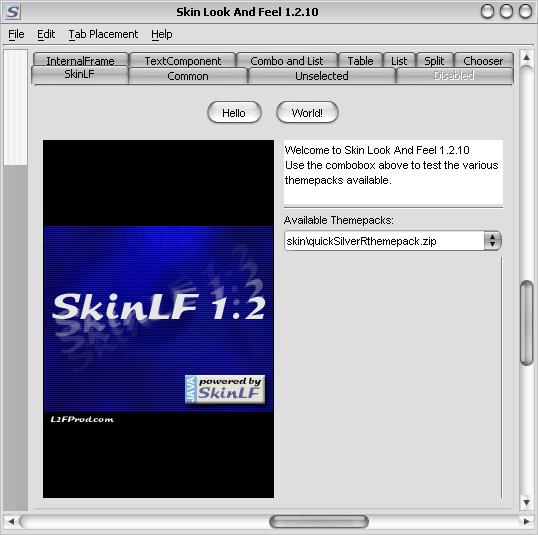 S
Skin Look And Feel 1.2.10
File Edit Tab Placement Help
InternalFrame TextComponent Combo and List Table List Split Chooser
SkinLF Common Unselected Disabled
Hello World!
Welcome to Skin Look And Feel 1.2.10
Use the combobox above to test the various
themepacks available.
Available Themepacks:
skin\quickSilverRthemepack.zip
SkinLF 1.2
JAVA
powered by
SkinLF
L2FProd.com